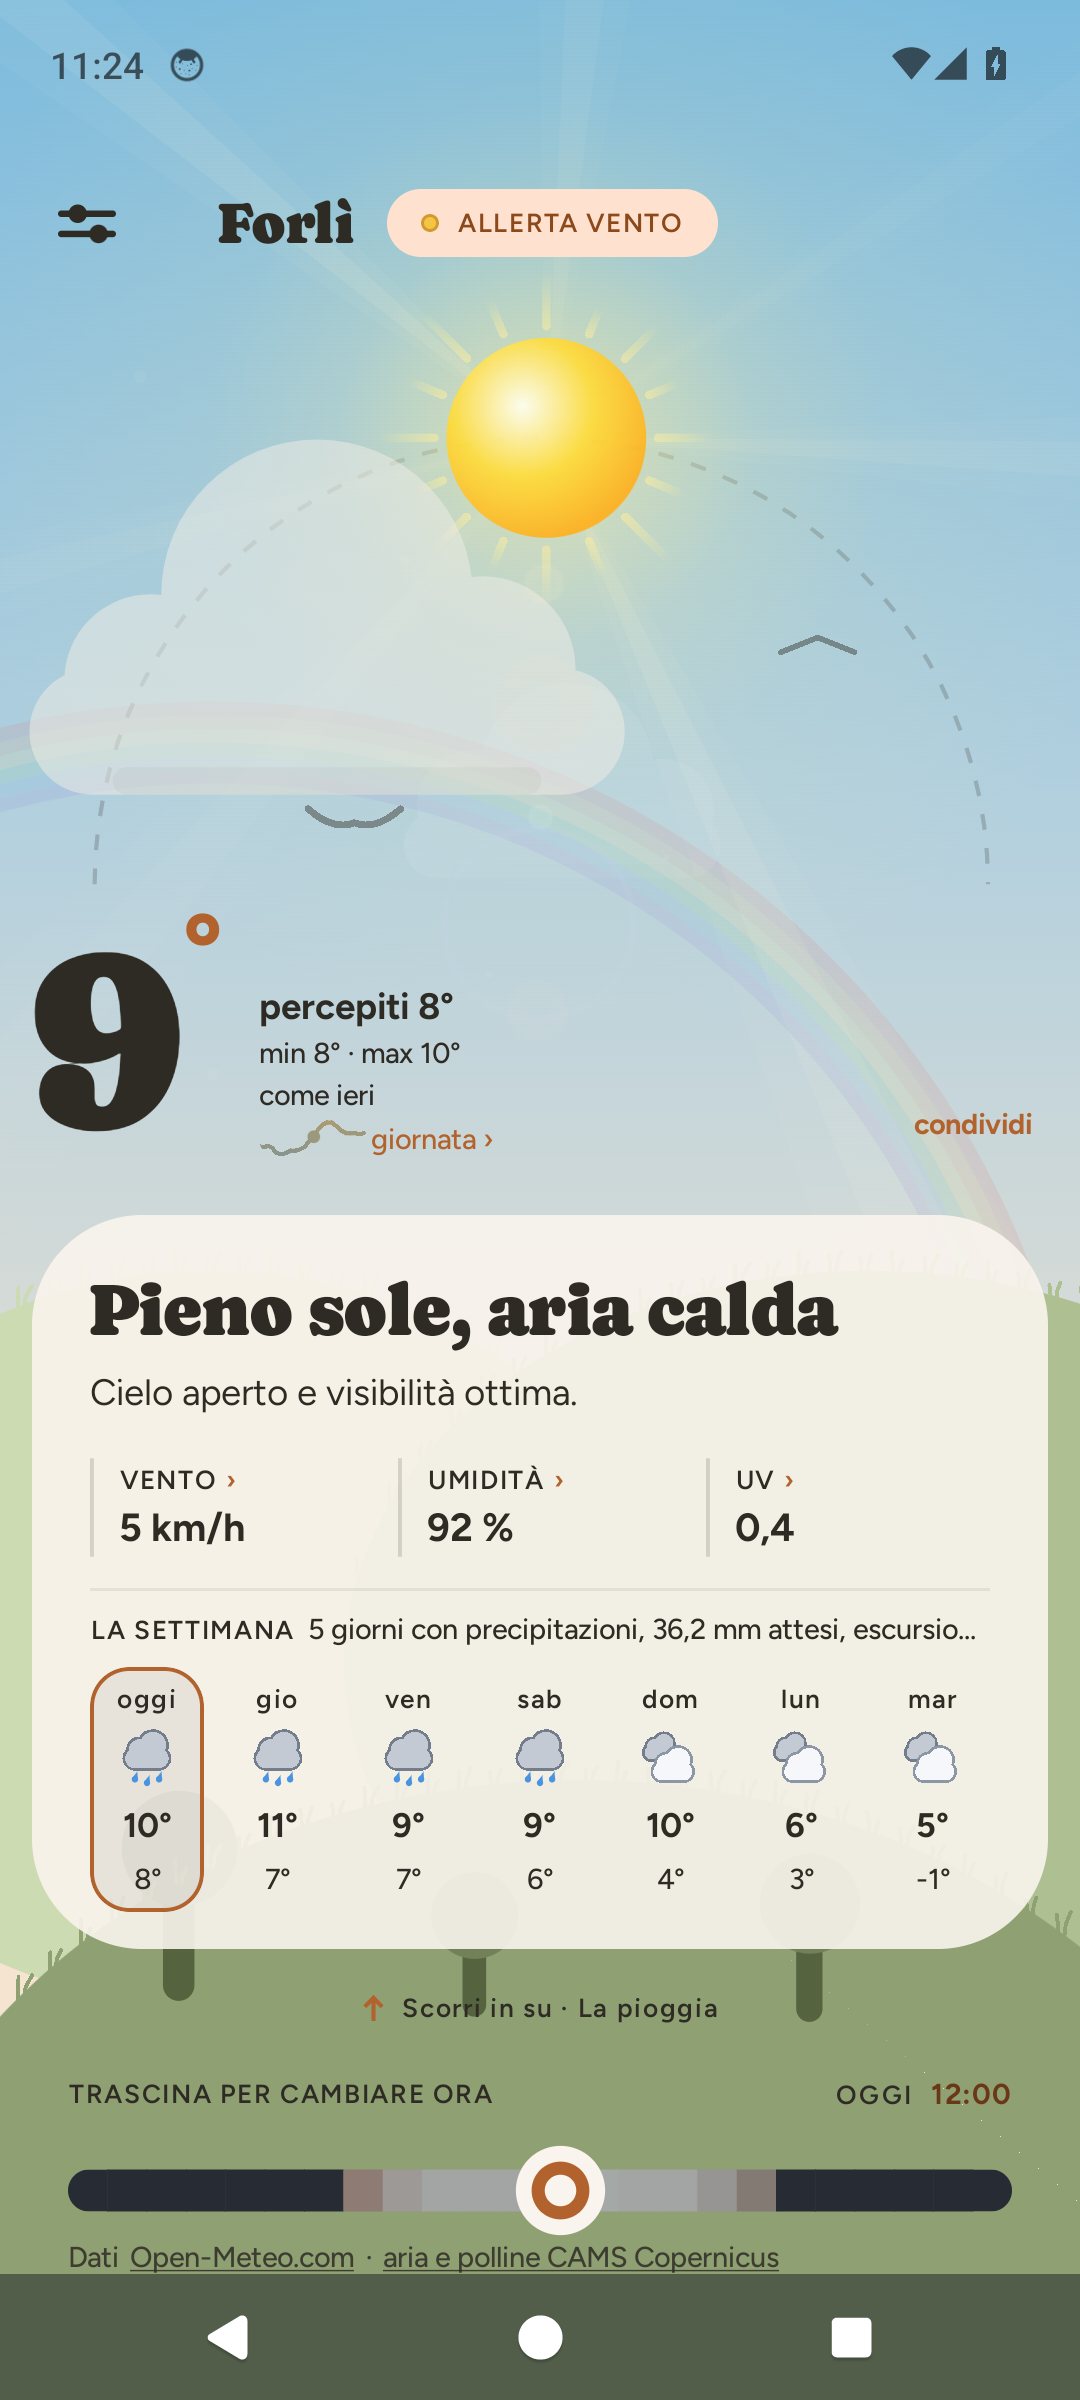 11:24
Forlì
ALLERTA VENTO
9°
percepiti 8°
min 8° · max 10°
come ieri
giornata ›
condividi
Pieno sole, aria calda
Cielo aperto e visibilità ottima.
VENTO › UMIDITÀ › UV ›
5 km/h 92 % 0,4
LA SETTIMANA 5 giorni con precipitazioni, 36,2 mm attesi, escursio...
oggi gio ven sab dom lun mar
10° 11° 9° 9° 10° 6° 5°
8° 7° 7° 6° 4° 3° -1°
↑ Scorri in su · La pioggia
TRASCINA PER CAMBIARE ORA OGGI 12:00
Dati Open-Meteo.com · aria e polline CAMS Copernicus